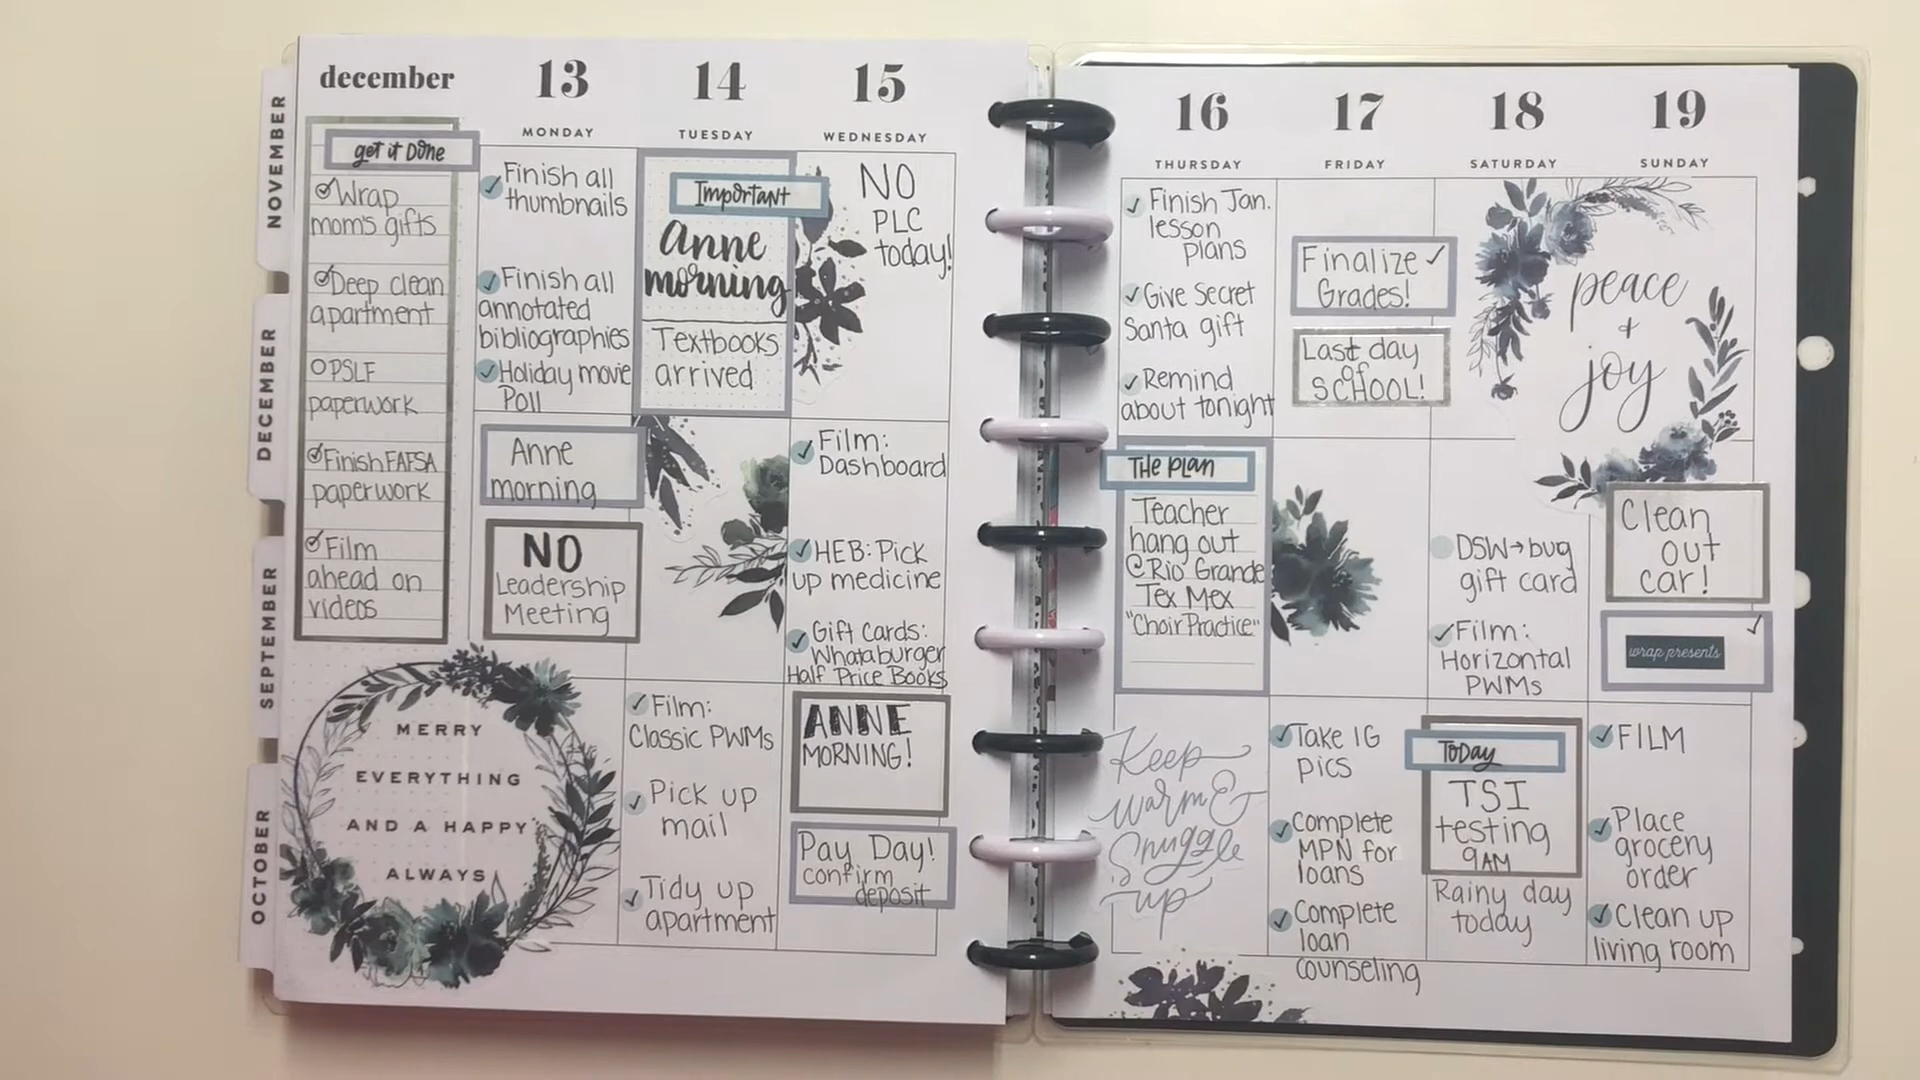 NOVEMBER
DECEMBER
SEPTEMBER
OCTOBER
december
get it Done
Wrap
mom's gifts
Deep clean
apartment
PSLF
paperwork
Finish FAFSA
paperwork
Film
ahead on
videos
MERRY
EVERYTHING
AND A HAPPY
ALWAYS
13
MONDAY
Finish all
thumbnails
Finish all
annotated
bibliographies
Holiday movie
Poll
Anne
morning
NO
Leadership
Meeting
14
TUESDAY
Important
Anne
morning
Textbooks
arrived
Film:
Classic PWMs
Pick up
mail
Tidy up
apartment
15
WEDNESDAY
NO
PLC
today!
Film:
Dashboard
HEB: Pick
up medicine
Gift Cards:
Whataburger
Half Price Books
ANNE
MORNING!
Pay Day!
confirm
deposit
16
THURSDAY
Finish Jan.
lesson
plans
Give Secret
Santa gift
Remind
about tonight
THE PLAN
Teacher
hang out
@Rio Grande
Tex Mex
"Choir Practice"
Keep
warm &
Snuggle
up
17
FRIDAY
Finalize
Grades!
Last day
of
SCHOOL!
Take IG
pics
Complete
MPN for
loans
Complete
loan
counseling
18
SATURDAY
peace
+
joy
DSW→bug
gift card
Film:
Horizontal
PWMs
TODAY
TSI
testing
9AM
Rainy day
today
19
SUNDAY
Clean
out
car!
wrap presents
FILM
Place
grocery
order
Clean up
living room